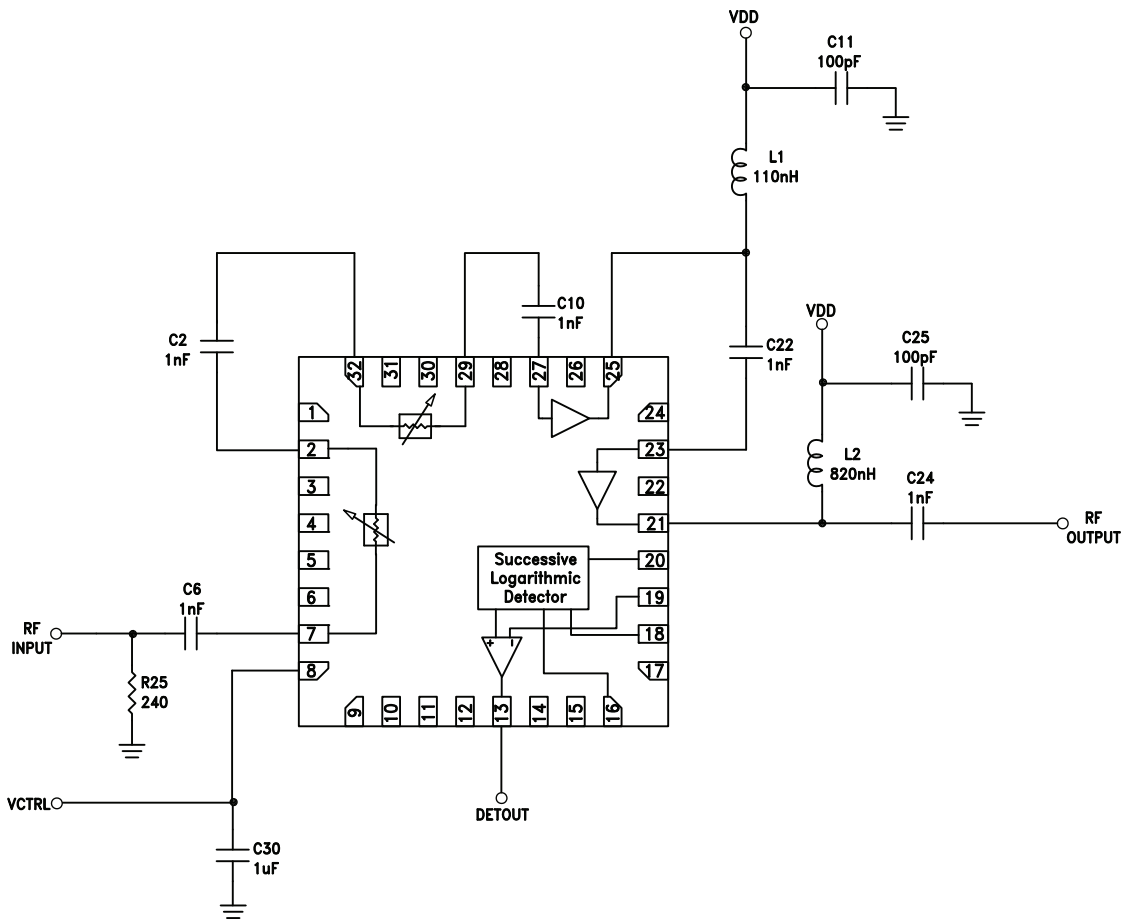 VDD
C11
100pF
L1
110nH
C10
1nF
C2
1nF
C22
1nF
VDD
C25
100pF
L2
820nH
C24
1nF
RF
OUTPUT
32
31
30
29
28
27
26
25
1
2
3
4
5
6
7
8
24
23
22
21
20
19
18
17
Successive
Logarithmic
Detector
+ -
9
10
11
12
13
14
15
16
C6
1nF
RF
INPUT
R25
240
VCTRL
C30
1uF
DETOUT